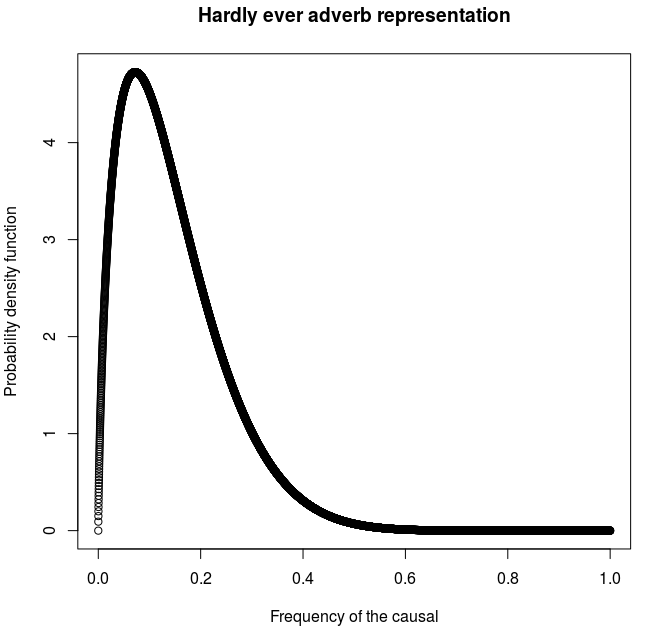 Hardly ever adverb representation
Probability density function
4
3
2
1
0
0.0 0.2 0.4 0.6 0.8 1.0
Frequency of the causal